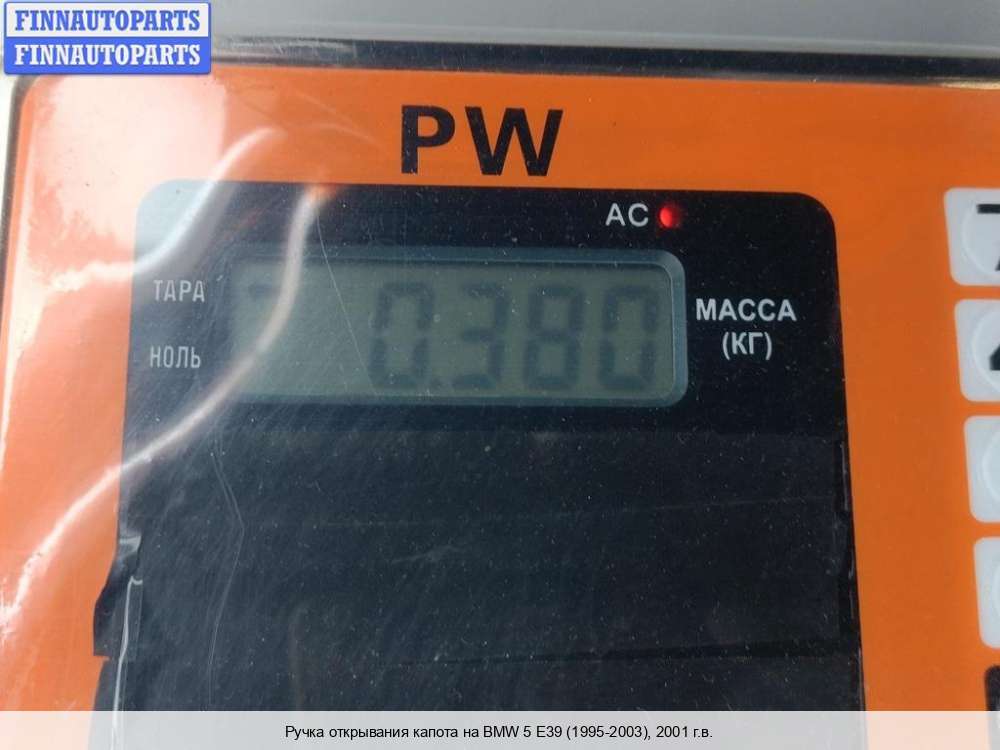 FINNAUTOPARTS
FINNAUTOPARTS
PW
AC
ТАРА
0.380
МАССА
НОЛЬ
(КГ)
Ручка открывания капота на BMW 5 E39 (1995-2003), 2001 г.в.